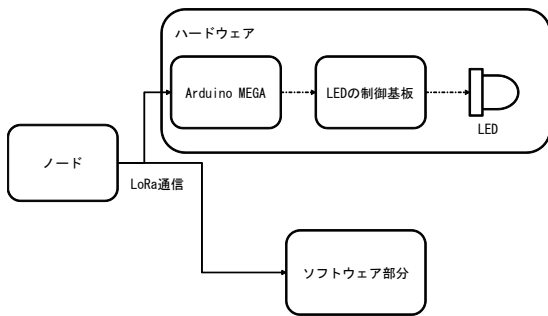 ハードウェア
Arduino MEGA
LEDの制御基板
LED
ノード
LoRa通信
ソフトウェア部分